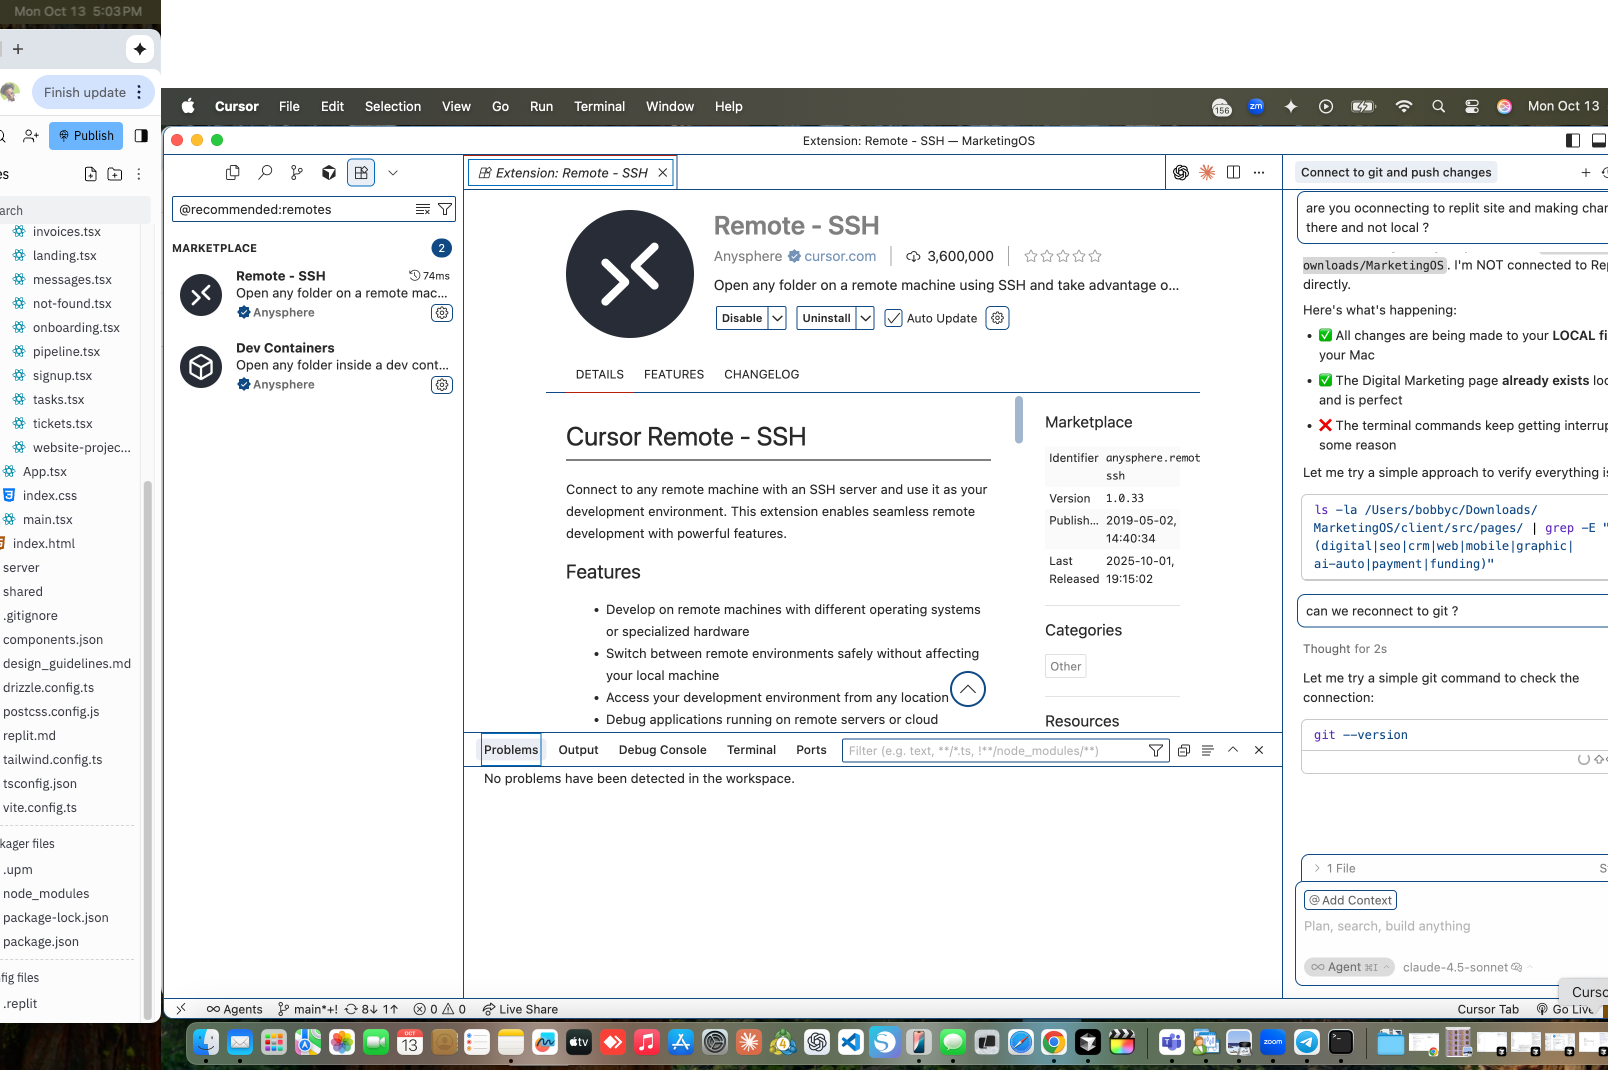 Mon Oct 13 5:03 PM
Finish update
Publish
es
arch
invoices.tsx
landing.tsx
messages.tsx
not-found.tsx
onboarding.tsx
pipeline.tsx
signup.tsx
tasks.tsx
tickets.tsx
website-projec...
App.tsx
index.css
main.tsx
index.html
server
shared
.gitignore
components.json
design_guidelines.md
drizzle.config.ts
postcss.config.js
replit.md
tailwind.config.ts
tsconfig.json
vite.config.ts
kager files
.upm
node_modules
package-lock.json
package.json
nfig files
.replit
Cursor File Edit Selection View Go Run Terminal Window Help
156 zm Mon Oct 13
Extension: Remote - SSH — MarketingOS
@recommended:remotes
MARKETPLACE 2
Remote - SSH 74ms
Open any folder on a remote mac...
Anysphere
Dev Containers
Open any folder inside a dev cont...
Anysphere
Extension: Remote - SSH
Remote - SSH
Anysphere cursor.com 3,600,000
Open any folder on a remote machine using SSH and take advantage o...
Disable Uninstall Auto Update
DETAILS FEATURES CHANGELOG
Cursor Remote - SSH
Connect to any remote machine with an SSH server and use it as your
development environment. This extension enables seamless remote
development with powerful features.
Features
• Develop on remote machines with different operating systems
or specialized hardware
• Switch between remote environments safely without affecting
your local machine
• Access your development environment from any location
• Debug applications running on remote servers or cloud
Marketplace
Identifier anysphere.remot
ssh
Version 1.0.33
Publish... 2019-05-02,
14:40:34
Last 2025-10-01,
Released 19:15:02
Categories
Other
Resources
Problems Output Debug Console Terminal Ports Filter (e.g. text, **/*.ts, !**/node_modules/**)
No problems have been detected in the workspace.
Connect to git and push changes
are you oconnecting to replit site and making char
there and not local ?
ownloads/MarketingOS. I'm NOT connected to Rep
directly.
Here's what's happening:
• ✅ All changes are being made to your LOCAL fi
your Mac
• ✅ The Digital Marketing page already exists loc
and is perfect
• ❌ The terminal commands keep getting interrup
some reason
Let me try a simple approach to verify everything is
ls -la /Users/bobbyc/Downloads/
MarketingOS/client/src/pages/ | grep -E "
(digital|seo|crm|web|mobile|graphic|
ai-auto|payment|funding)"
can we reconnect to git ?
Thought for 2s
Let me try a simple git command to check the
connection:
git --version
1 File S
@ Add Context
Plan, search, build anything
Agent ⌘I claude-4.5-sonnet
Curso
Agents main*+! 8↓ 1↑ 0 0 Live Share Cursor Tab Go Live
OCT
13
tv
zoom